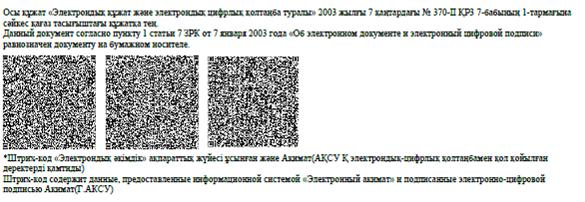 Осы құжат «Электрондық құжат және электрондық цифрлық қолтаңба туралы» 2003 жылғы 7 қаңтардағы № 370-II ҚРЗ 7-бабының 1-тармағына
сәйкес қағаз тасығыштағы құжатқа тең.
Данный документ согласно пункту 1 статьи 7 ЗРК от 7 января 2003 года «Об электронном документе и электронный цифровой подписи»
равнозначен документу на бумажном носителе.
*Штрих-код «Электрондық әкімдік» ақпараттық жүйесі ұсынған және Акимат(АҚСУ Қ электрондық-цифрлық қолтаңбамен қол қойылған
деректерді қамтиды)
Штрих-код содержит данные, предоставленные информационной системой «Электронный акимат» и подписанные электронно-цифровой
подписью Акимат(Г.АКСУ)